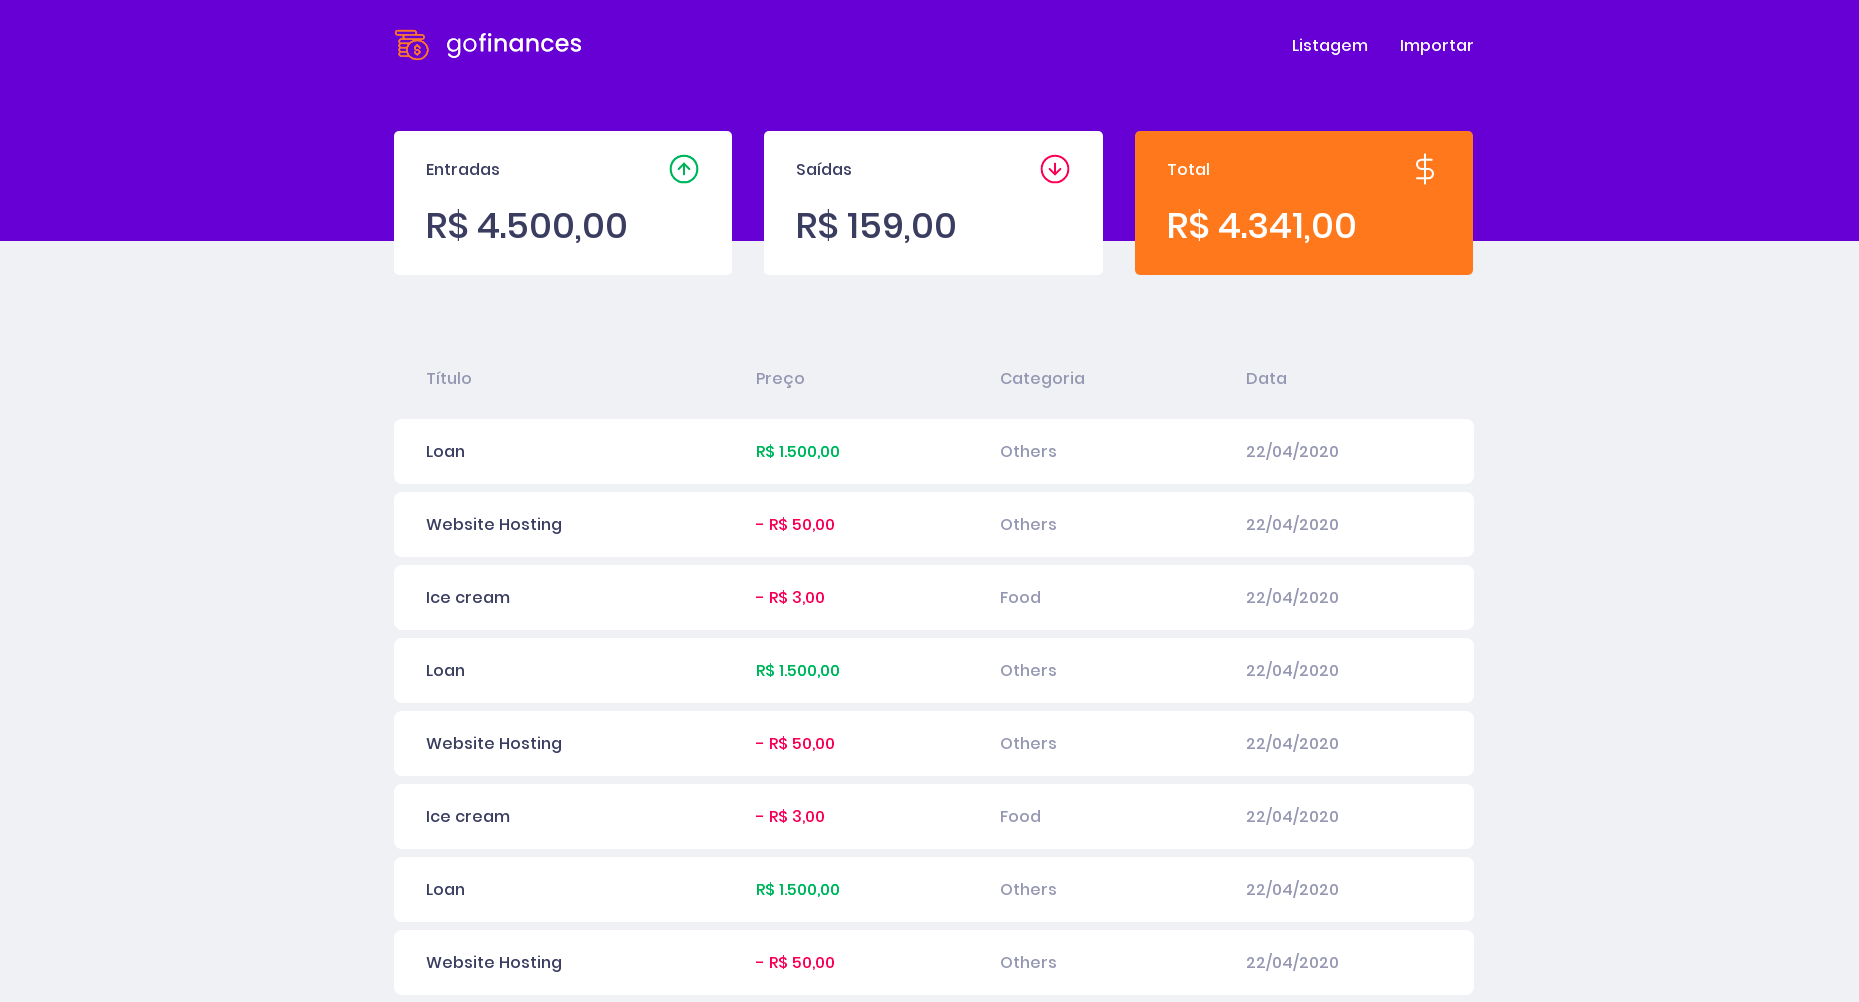 gofinances Listagem Importar
Entradas Saídas Total
R$ 4.500,00 R$ 159,00 R$ 4.341,00
Título Preço Categoria Data
Loan R$ 1.500,00 Others 22/04/2020
Website Hosting - R$ 50,00 Others 22/04/2020
Ice cream - R$ 3,00 Food 22/04/2020
Loan R$ 1.500,00 Others 22/04/2020
Website Hosting - R$ 50,00 Others 22/04/2020
Ice cream - R$ 3,00 Food 22/04/2020
Loan R$ 1.500,00 Others 22/04/2020
Website Hosting - R$ 50,00 Others 22/04/2020